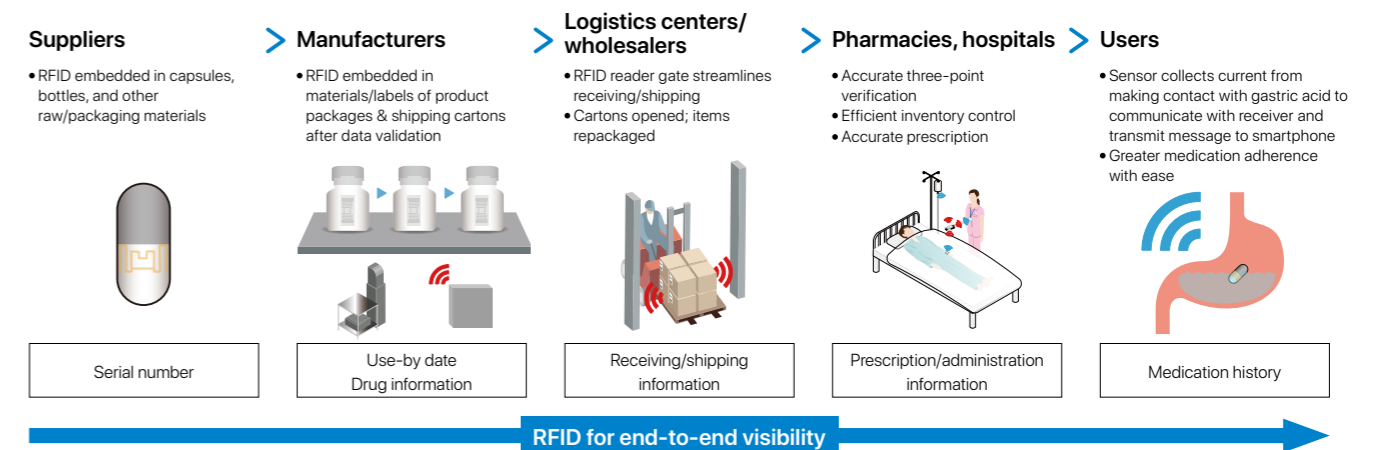 Suppliers
• RFID embedded in capsules,
bottles, and other
raw/packaging materials
Serial number
Manufacturers
• RFID embedded in
materials/labels of product
packages & shipping cartons
after data validation
Use-by date
Drug information
Logistics centers/
wholesalers
• RFID reader gate streamlines
receiving/shipping
• Cartons opened; items
repackaged
Receiving/shipping
information
Pharmacies, hospitals
• Accurate three-point
verification
• Efficient inventory control
• Accurate prescription
Prescription/administration
information
Users
• Sensor collects current from
making contact with gastric acid to
communicate with receiver and
transmit message to smartphone
• Greater medication adherence
with ease
Medication history
RFID for end-to-end visibility